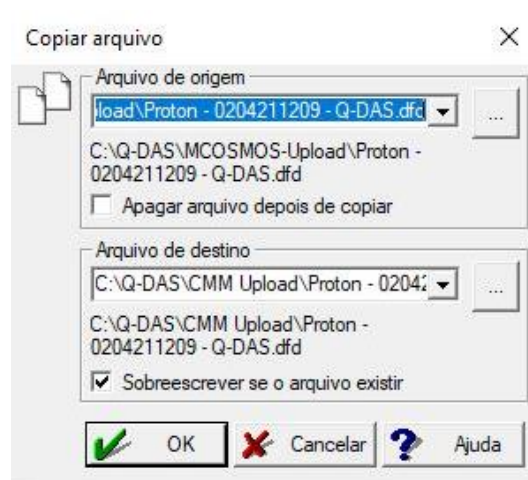 Copiar arquivo
Arquivo de origem
load\Proton - 0204211209 - Q-DAS.dfd
...
C:\Q-DAS\MCOSMOS-Upload\Proton -
0204211209 - Q-DAS.dfd
Apagar arquivo depois de copiar
Arquivo de destino
C:\Q-DAS\CMM Upload\Proton - 0204:
...
C:\Q-DAS\CMM Upload\Proton -
0204211209 - Q-DAS.dfd
Sobreescrever se o arquivo existir
OK
Cancelar
Ajuda